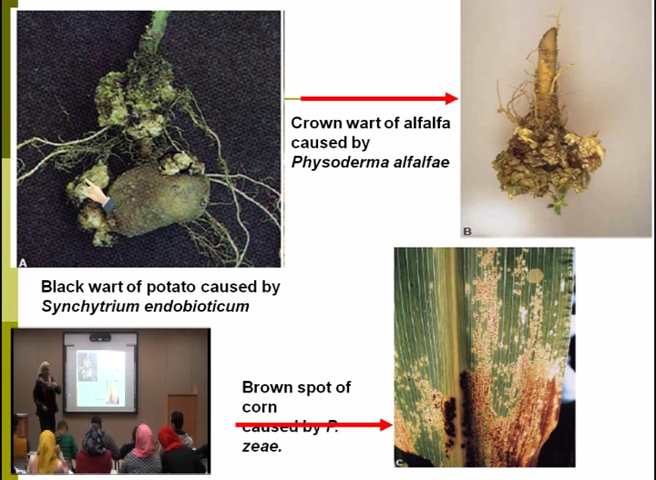 Crown wart of alfalfa
caused by
Physoderma alfalfae
B
A
Black wart of potato caused by
Synchytrium endobioticum
Brown spot of
corn
caused by P.
zeae.
C